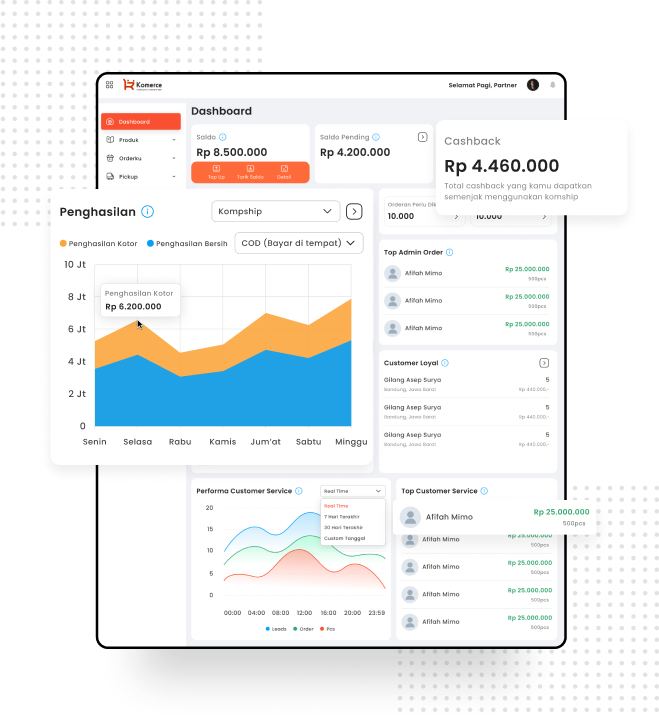 Komerce
Selamat Pagi, Partner
Dashboard
Dashboard
Produk
Orderku
Pickup
Saldo
Rp 8.500.000
Top Up
Tarik Saldo
Detail
Saldo Pending
Rp 4.200.000
Cashback
Rp 4.460.000
Total cashback yang kamu dapatkan
semenjak menggunakan komship
Orderan Perlu Dik
10.000
10.000
Penghasilan
Kompship
Penghasilan Kotor
Penghasilan Bersih
COD (Bayar di tempat)
10 Jt
8 Jt
6 Jt
4 Jt
2 Jt
0
Penghasilan Kotor
Rp 6.200.000
Senin Selasa Rabu Kamis Jum'at Sabtu Minggu
Top Admin Order
Afifah Mimo
Rp 25.000.000
500pcs
Afifah Mimo
Rp 25.000.000
500pcs
Afifah Mimo
Rp 25.000.000
500pcs
Customer Loyal
Gilang Asep Surya 5
Bandung, Jawa Barat Rp 440.000,-
Gilang Asep Surya 5
Bandung, Jawa Barat Rp 440.000,-
Gilang Asep Surya 5
Bandung, Jawa Barat Rp 440.000,-
Performa Customer Service
Real Time
Real Time
7 Hari Terakhir
30 Hari Terakhir
Custom Tanggal
20
15
10
5
0
00:00 04:00 08:00 12:00 16:00 20:00 23:59
Leads Order Pcs
Top Customer Service
Afifah Mimo
Rp 25.000.000
500pcs
Afifah Mimo
Rp 25.000.000
500pcs
Afifah Mimo
Rp 25.000.000
500pcs
Afifah Mimo
Rp 25.000.000
500pcs
Afifah Mimo
Rp 25.000.000
500pcs